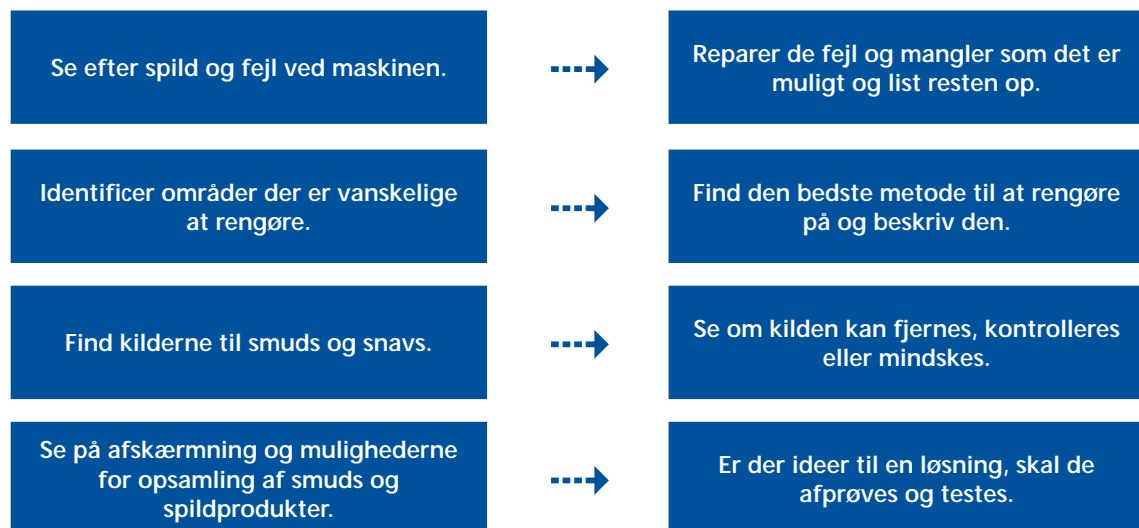 Se efter spild og fejl ved maskinen.
Reparer de fejl og mangler som det er
muligt og list resten op.
Identificer områder der er vanskelige
at rengøre.
Find den bedste metode til at rengøre
på og beskriv den.
Find kilderne til smuds og snavs.
Se om kilden kan fjernes, kontrolleres
eller mindskes.
Se på afskærmning og mulighederne
for opsamling af smuds og
spildprodukter.
Er der ideer til en løsning, skal de
afprøves og testes.